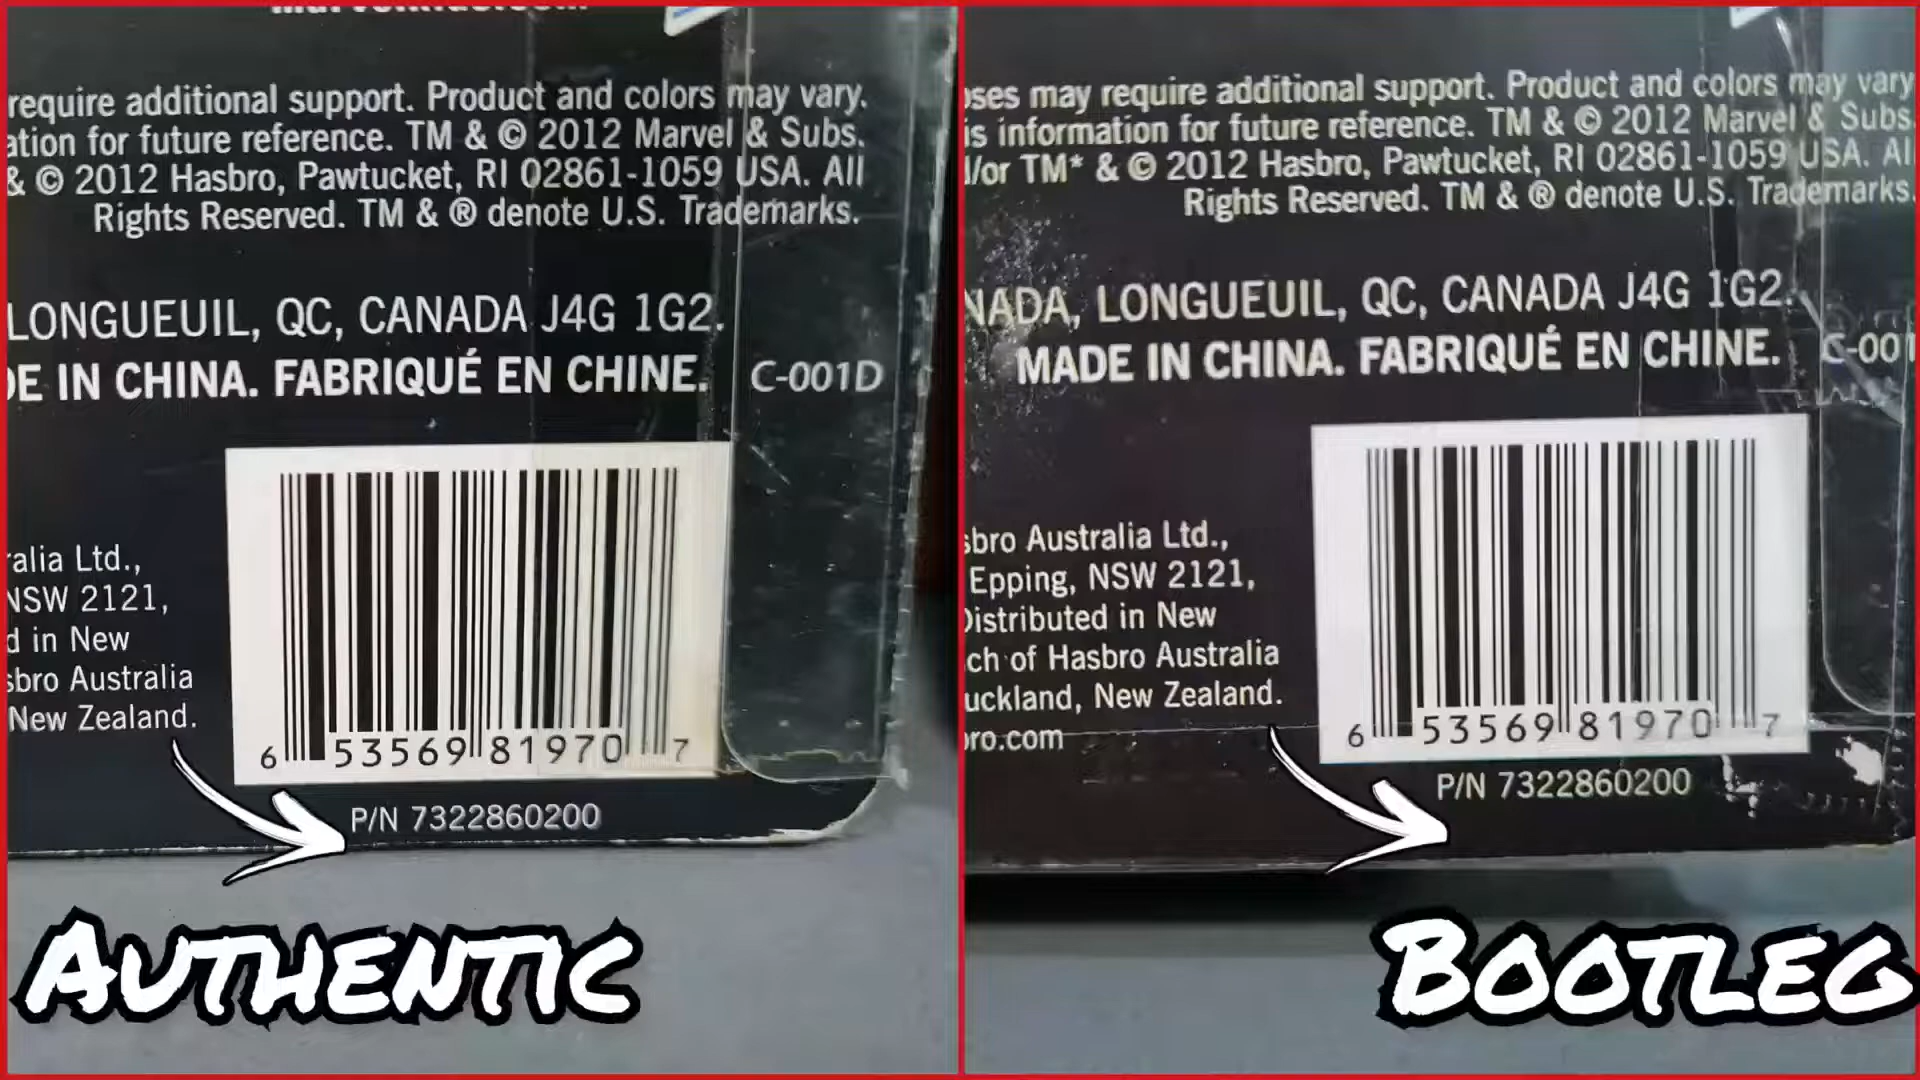 require additional support. Product and colors may vary.
ation for future reference. TM & © 2012 Marvel & Subs.
& © 2012 Hasbro, Pawtucket, RI 02861-1059 USA. All
Rights Reserved. TM & ® denote U.S. Trademarks.
LONGUEUIL, QC, CANADA J4G 1G2.
DE IN CHINA. FABRIQUÉ EN CHINE.
C-001D
ralia Ltd.,
NSW 2121,
d in New
sbro Australia
New Zealand.
6 53569 81970 7
P/N 7322860200
AUTHENTIC
oses may require additional support. Product and colors may vary
is information for future reference. TM & © 2012 Marvel & Subs.
d/or TM* & © 2012 Hasbro, Pawtucket, RI 02861-1059 USA. Al
Rights Reserved. TM & ® denote U.S. Trademarks.
NADA, LONGUEUIL, QC, CANADA J4G 1G2.
MADE IN CHINA. FABRIQUÉ EN CHINE.
C-001
sbro Australia Ltd.,
Epping, NSW 2121,
Distributed in New
ch of Hasbro Australia
uckland, New Zealand.
bro.com
6 53569 81970 7
P/N 7322860200
BOOTLEG